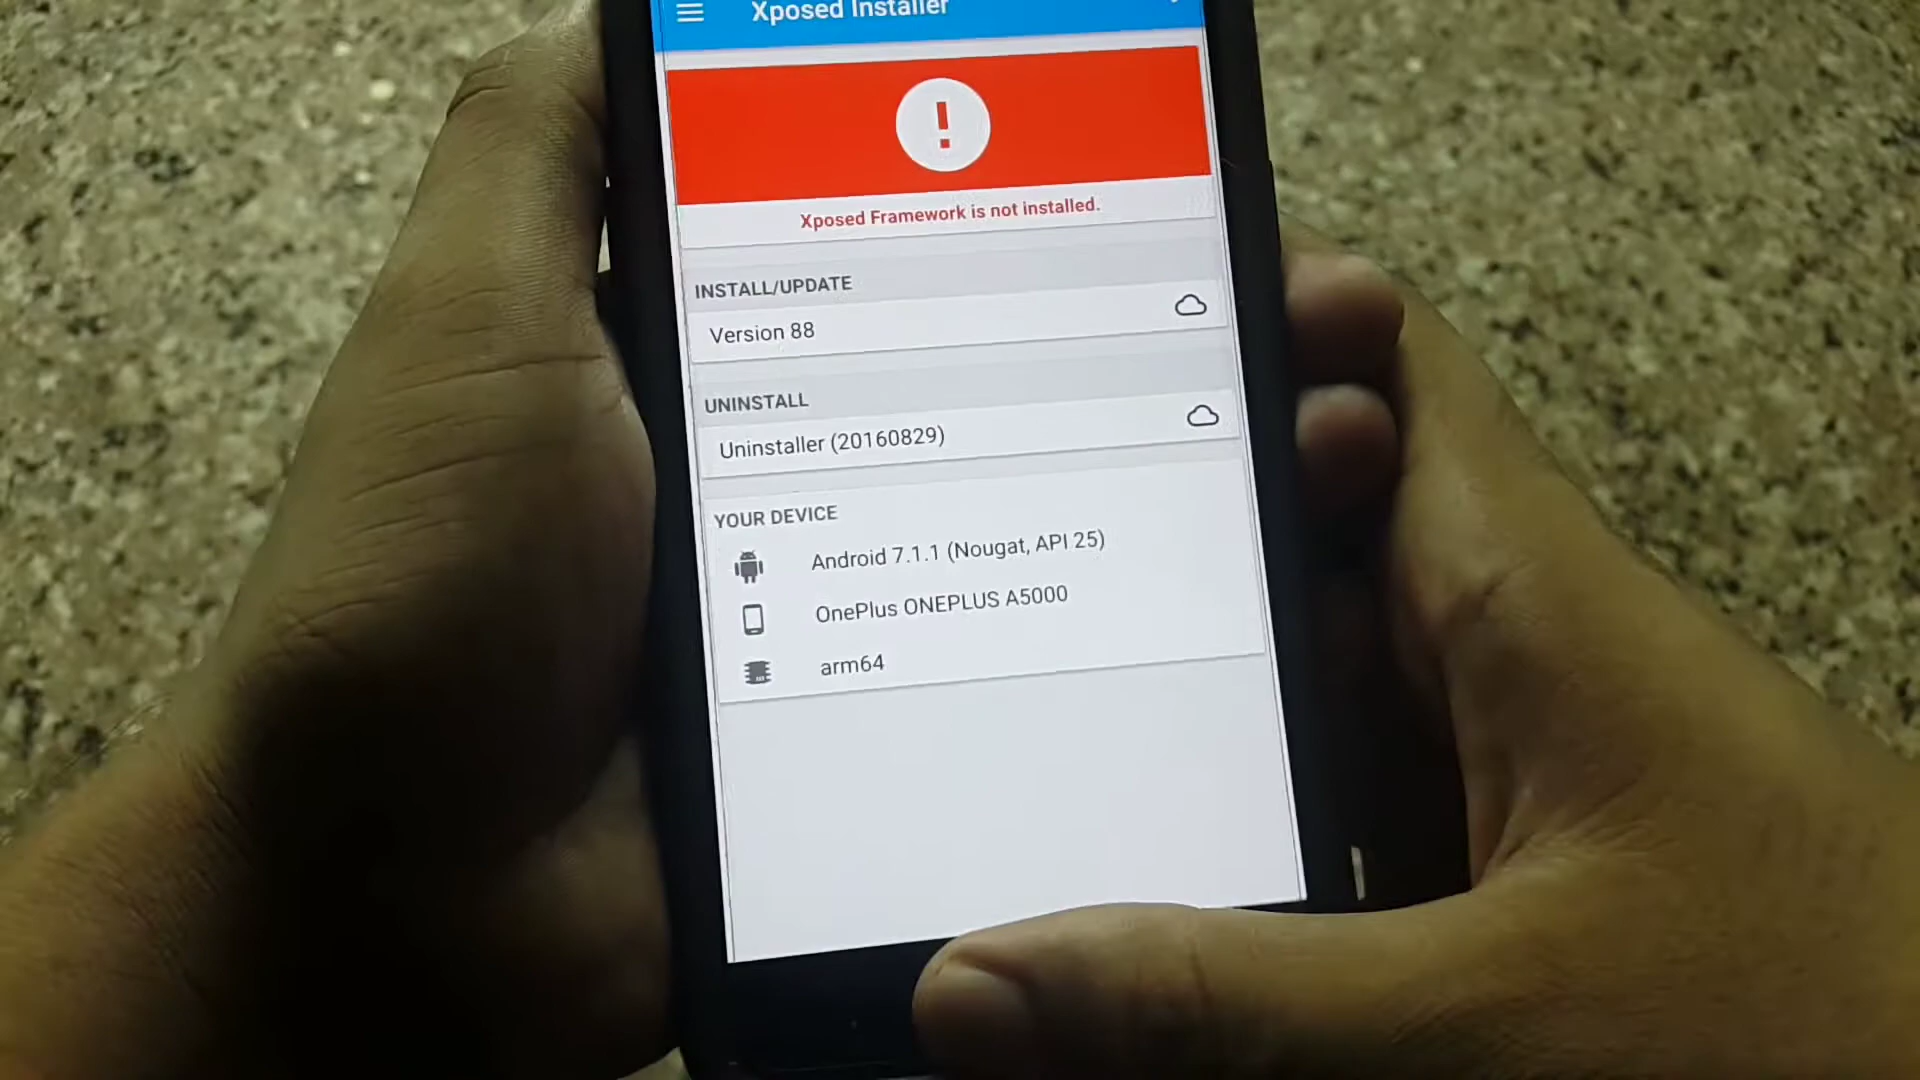 Xposed Installer
Xposed Framework is not installed.
INSTALL/UPDATE
Version 88
UNINSTALL
Uninstaller (20160829)
YOUR DEVICE
Android 7.1.1 (Nougat, API 25)
OnePlus ONEPLUS A5000
arm64